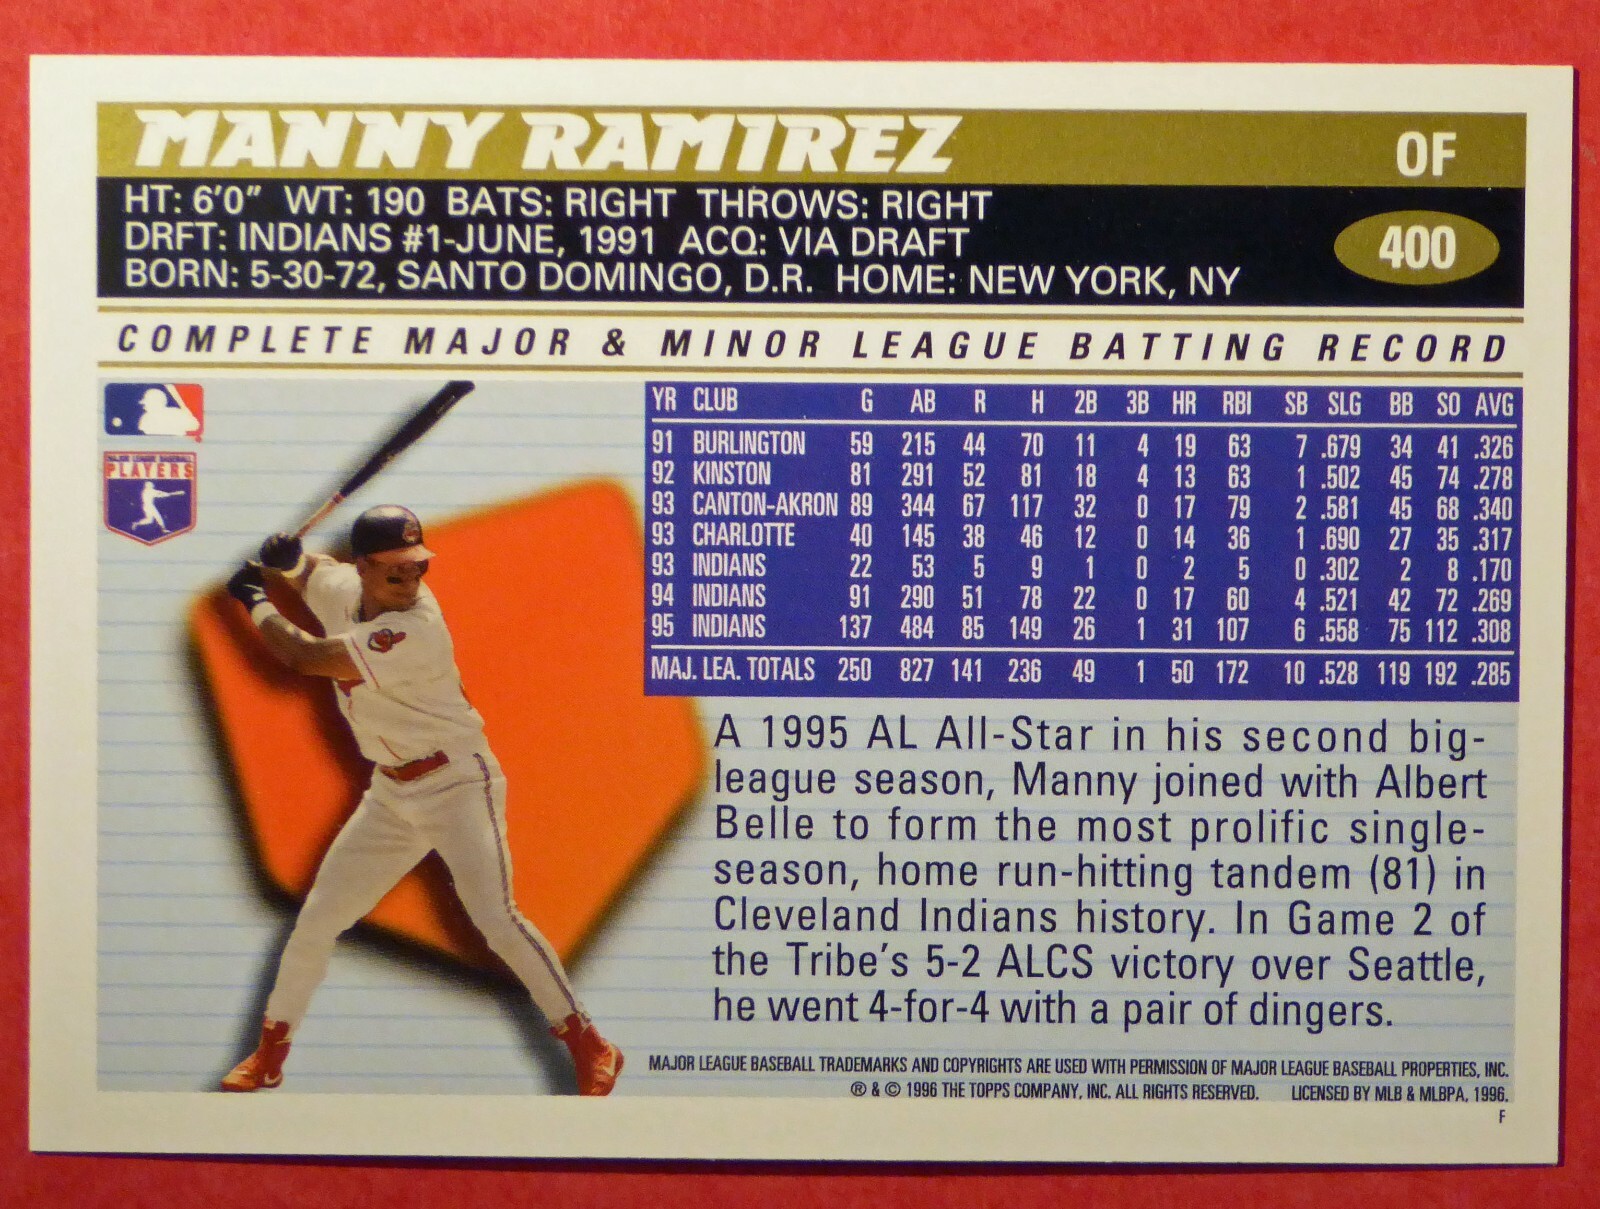 MANNY RAMIREZ OF
HT: 6'0" WT: 190 BATS: RIGHT THROWS: RIGHT
DRFT: INDIANS #1-JUNE, 1991 ACQ: VIA DRAFT
400
BORN: 5-30-72, SANTO DOMINGO, D.R. HOME: NEW YORK, NY
COMPLETE MAJOR & MINOR LEAGUE BATTING RECORD
MAJOR LEAGUE BASEBALL
PLAYERS
YR CLUB G AB R H 2B 3B HR RBI SB SLG BB SO AVG
91 BURLINGTON 59 215 44 70 11 4 19 63 7 .679 34 41 .326
92 KINSTON 81 291 52 81 18 4 13 63 1 .502 45 74 .278
93 CANTON-AKRON 89 344 67 117 32 0 17 79 2 .581 45 68 .340
93 CHARLOTTE 40 145 38 46 12 0 14 36 1 .690 27 35 .317
93 INDIANS 22 53 5 9 1 0 2 5 0 .302 2 8 .170
94 INDIANS 91 290 51 78 22 0 17 60 4 .521 42 72 .269
95 INDIANS 137 484 85 149 26 1 31 107 6 .558 75 112 .308
MAJ. LEA. TOTALS 250 827 141 236 49 1 50 172 10 .528 119 192 .285
A 1995 AL All-Star in his second big-
league season, Manny joined with Albert
Belle to form the most prolific single-
season, home run-hitting tandem (81) in
Cleveland Indians history. In Game 2 of
the Tribe's 5-2 ALCS victory over Seattle,
he went 4-for-4 with a pair of dingers.
MAJOR LEAGUE BASEBALL TRADEMARKS AND COPYRIGHTS ARE USED WITH PERMISSION OF MAJOR LEAGUE BASEBALL PROPERTIES, INC.
® & © 1996 THE TOPPS COMPANY, INC. ALL RIGHTS RESERVED. LICENSED BY MLB & MLBPA, 1996.
F